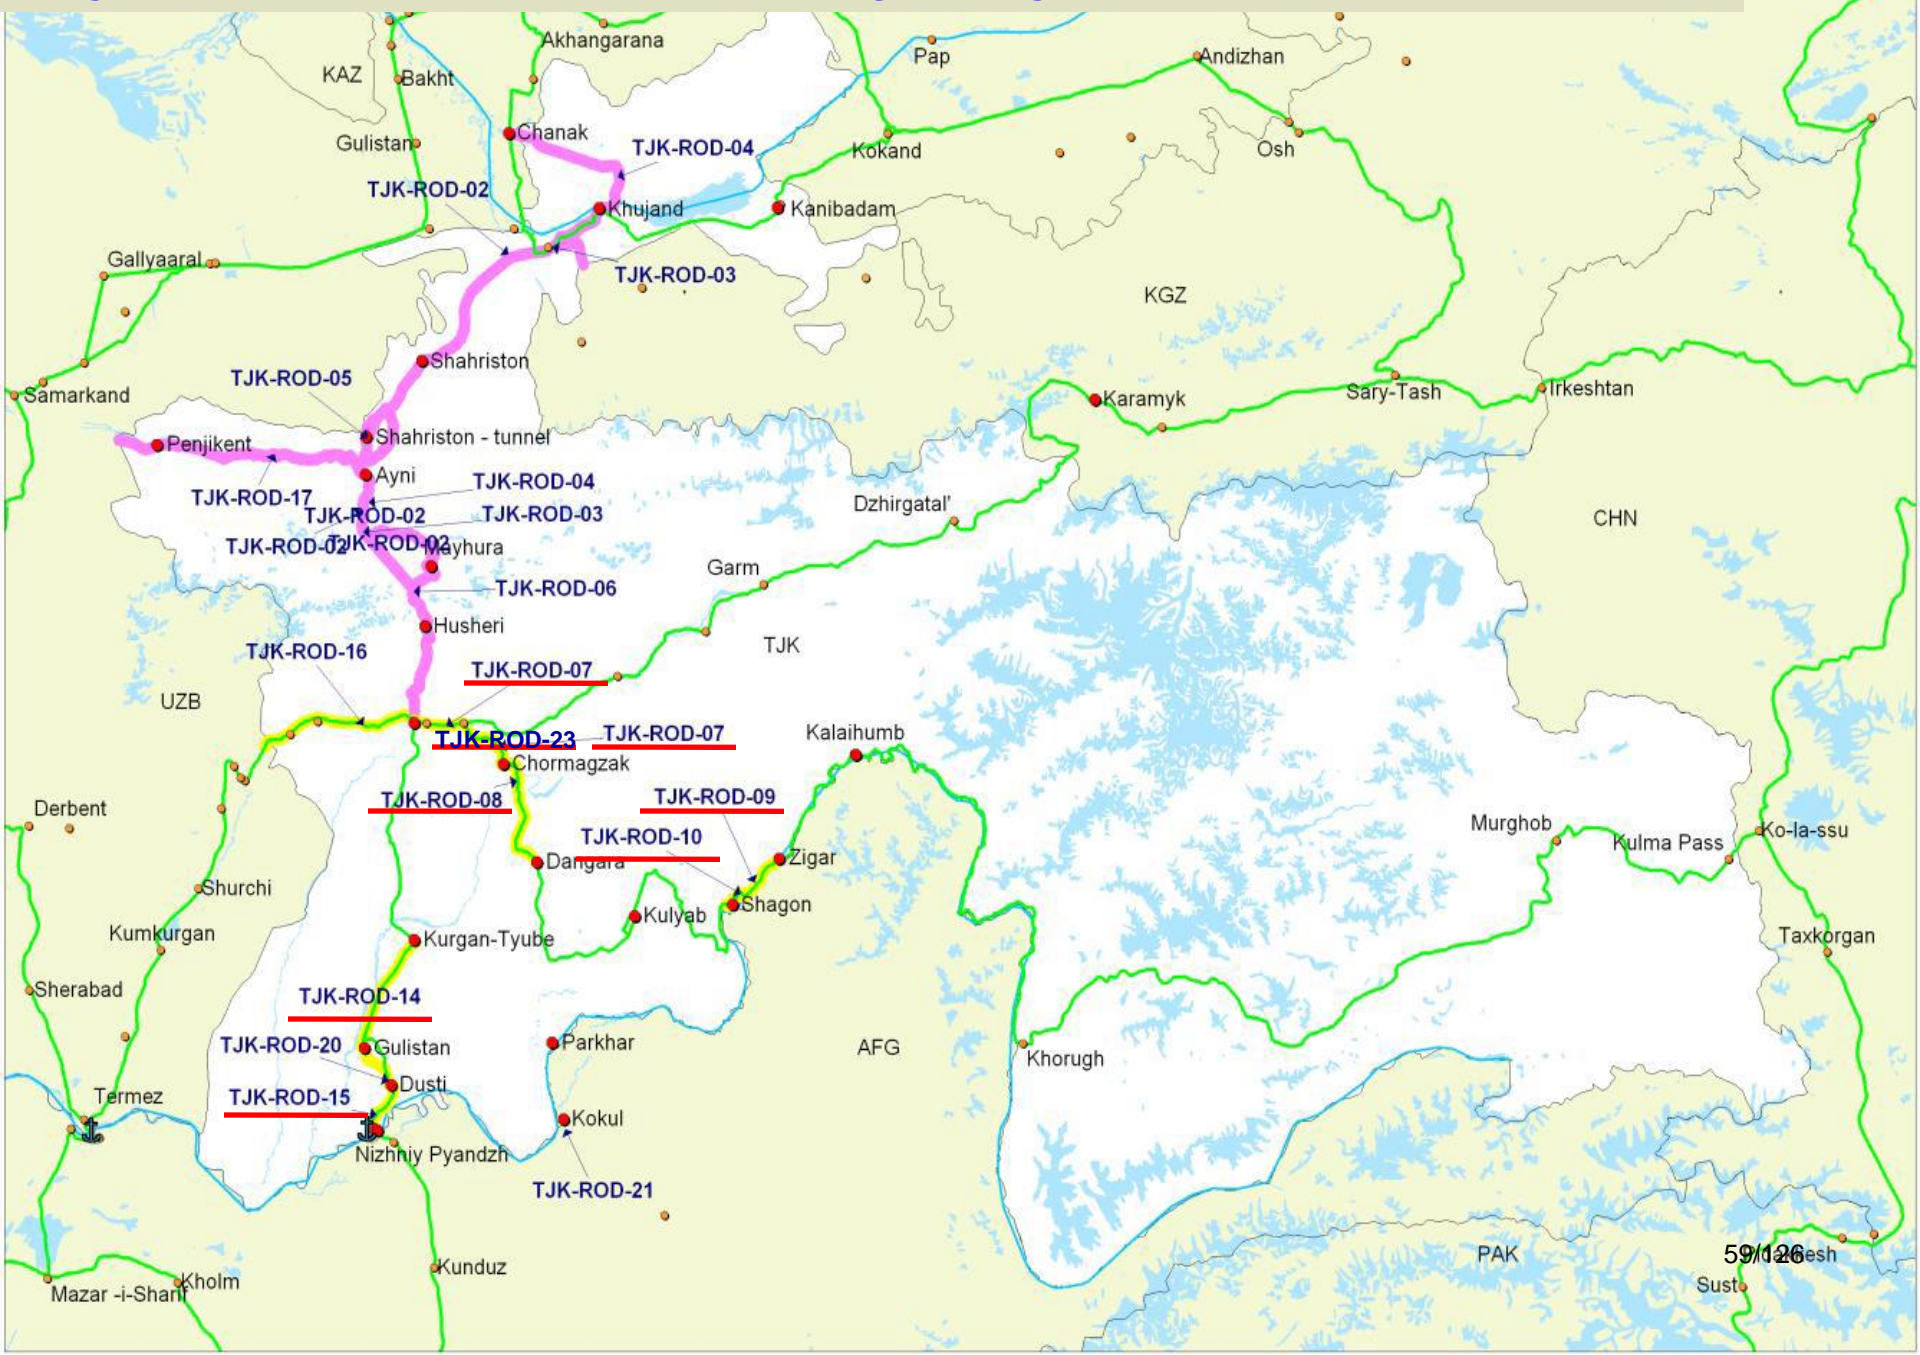 Akhangarana
Pap
Andizhan
KAZ
Bakht
Chanak
Gulistan
TJK-ROD-04
Kokand
Osh
TJK-ROD-02
Khujand
Kanibadam
Gallyaaral
TJK-ROD-03
KGZ
Shahriston
TJK-ROD-05
Samarkand
Karamyk
Sary-Tash
Irkeshtan
Penjikent
Shahriston - tunnel
Ayni
TJK-ROD-04
TJK-ROD-17
TJK-ROD-02
TJK-ROD-03
Dzhirgatal'
CHN
TJK-ROD-02
TJK-ROD-02
Mayhura
Garm
TJK-ROD-06
Husheri
TJK
TJK-ROD-16
TJK-ROD-07
UZB
TJK-ROD-23
TJK-ROD-07
Kalaihumb
Chormagzak
TJK-ROD-08
TJK-ROD-09
Derbent
TJK-ROD-10
Murghob
Kulma Pass
Ko-la-ssu
Dangara
Zigar
Shurchi
Shagon
Kulyab
Kumkurgan
Kurgan-Tyube
Taxkorgan
Sherabad
TJK-ROD-14
TJK-ROD-20
Gulistan
Parkhar
AFG
Khorugh
Dusti
Termez
TJK-ROD-15
Kokul
Nizhniy Pyandzh
TJK-ROD-21
PAK
59/126
Kunduz
Kholm
Mazar -i-Sharif
Sust